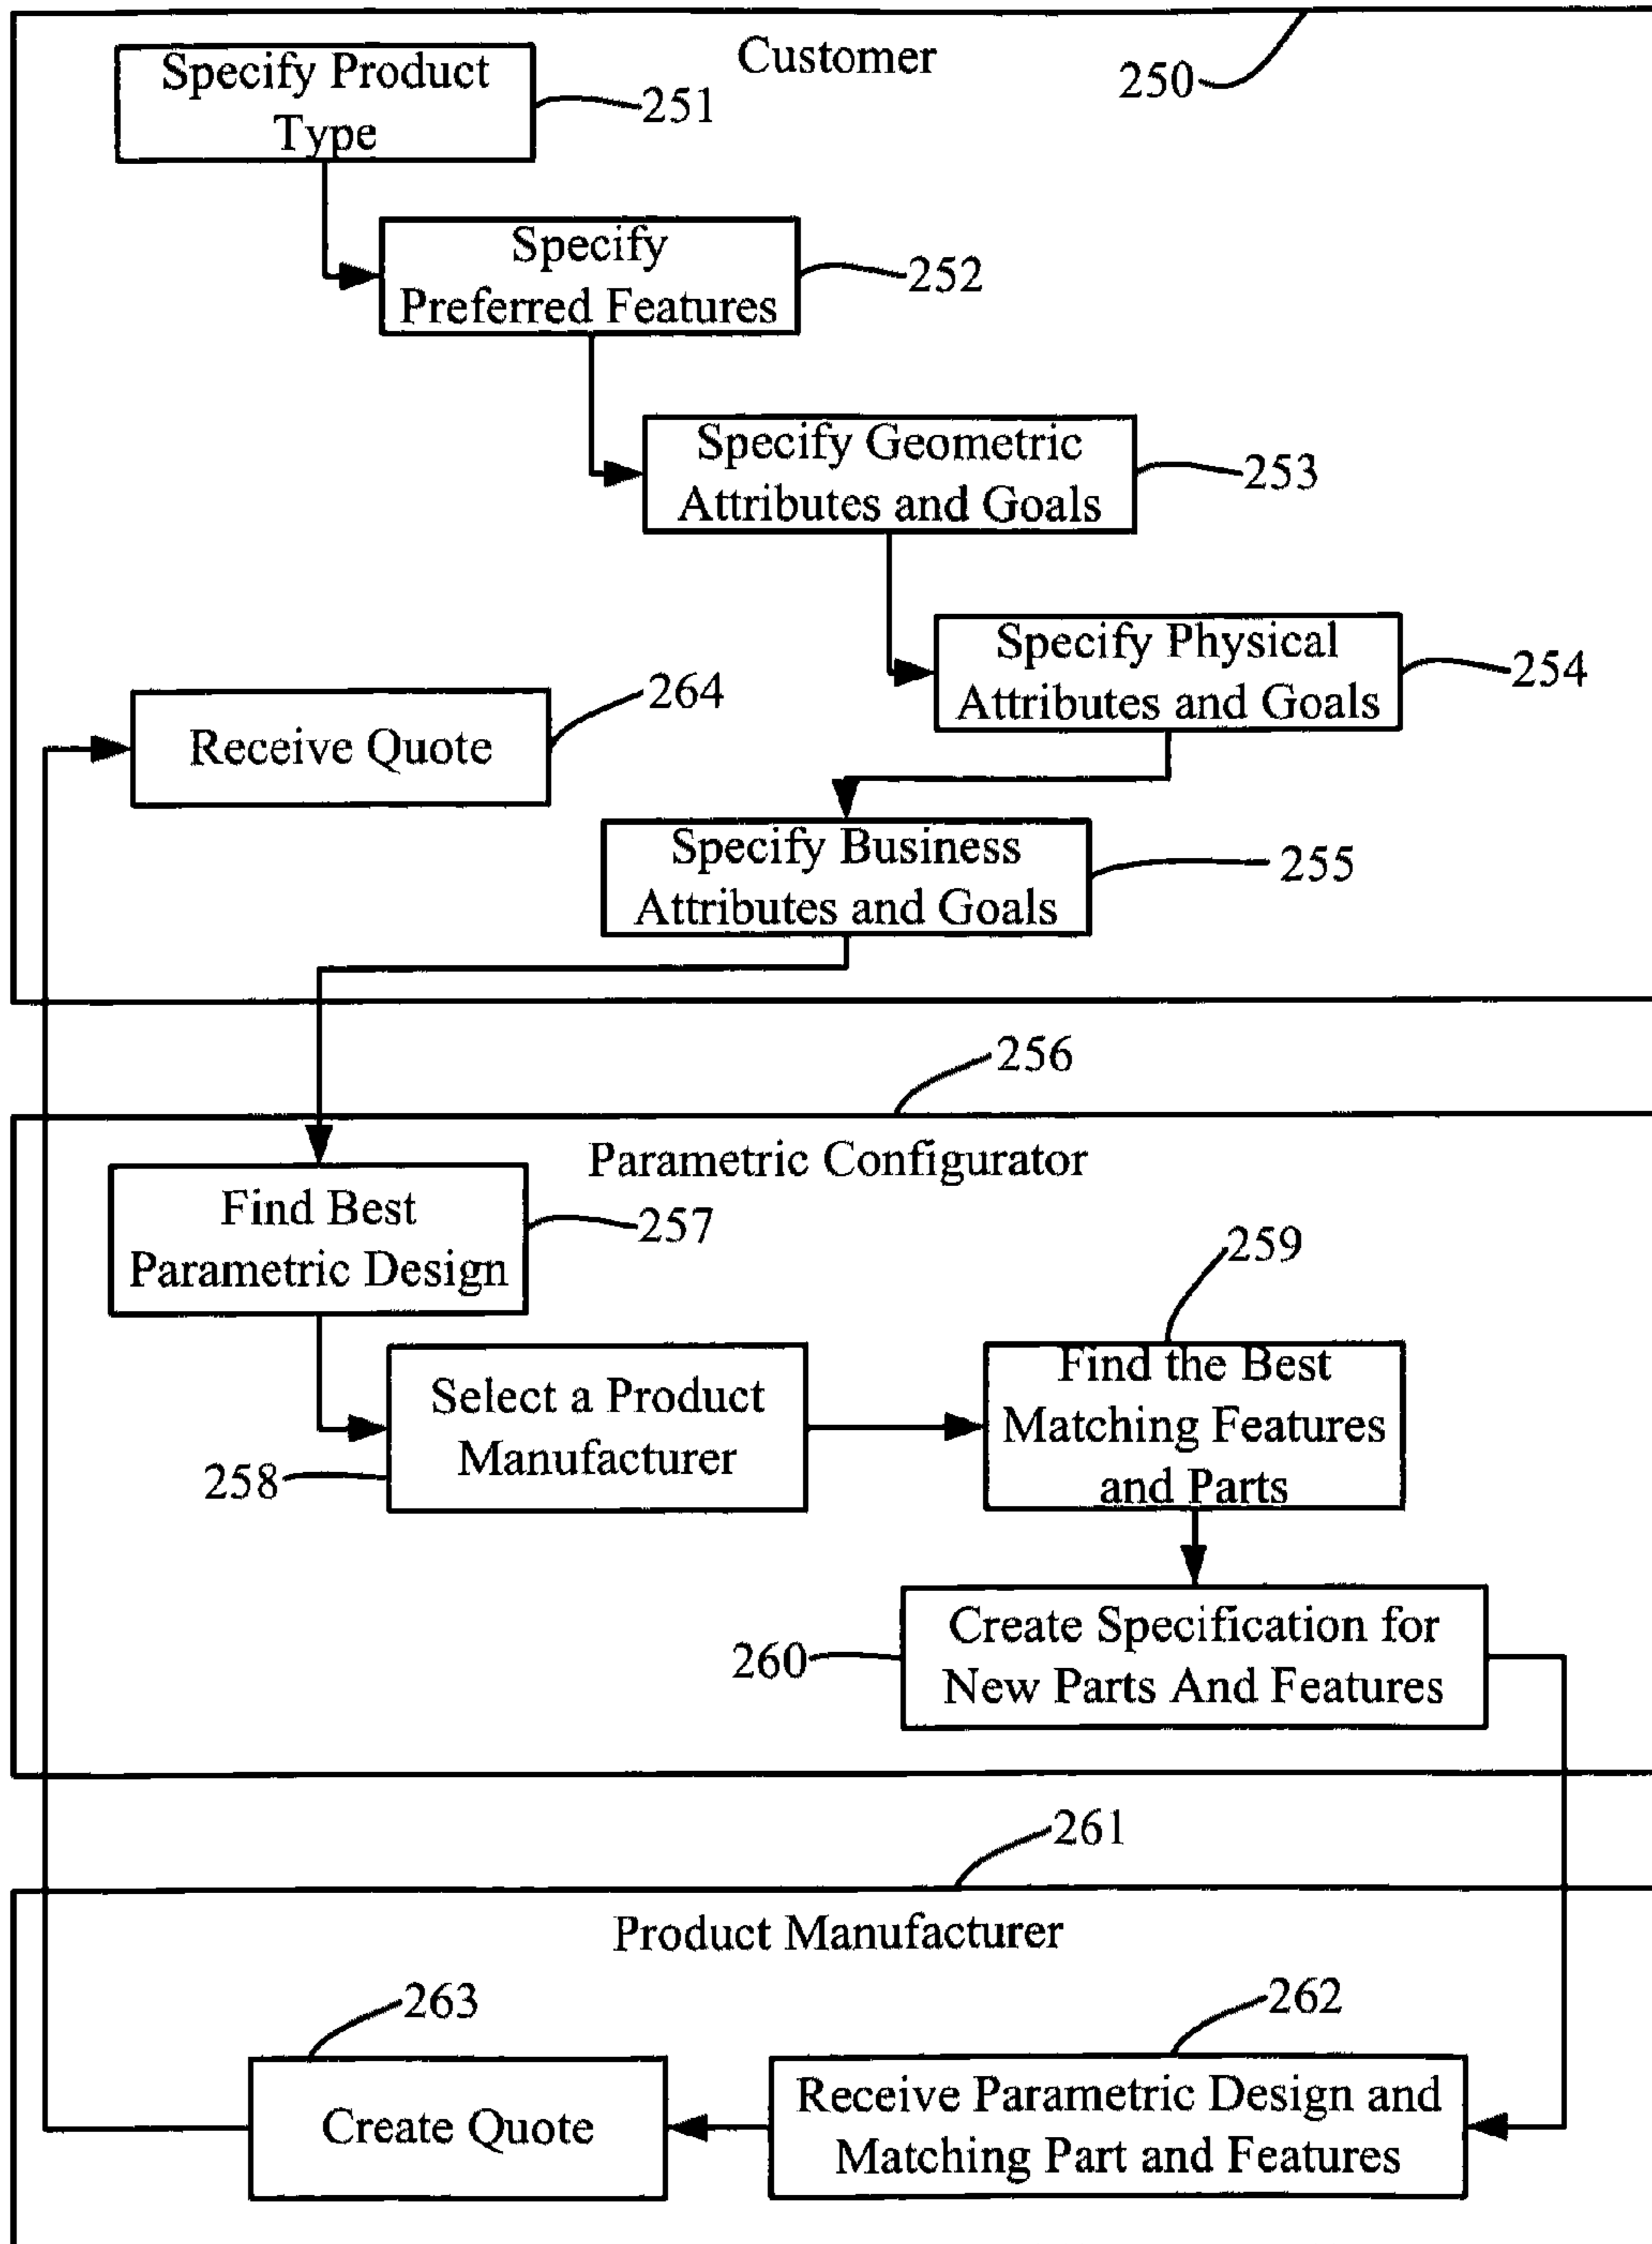 Customer
250
Specify Product
Type
251
Specify
Preferred Features
252
Specify Geometric
Attributes and Goals
253
Specify Physical
Attributes and Goals
254
264
Receive Quote
Specify Business
Attributes and Goals
255
256
Parametric Configurator
Find Best
Parametric Design
257
259
Select a Product
Manufacturer
258
Find the Best
Matching Features
and Parts
Create Specification for
New Parts And Features
260
261
Product Manufacturer
263
262
Create Quote
Receive Parametric Design and
Matching Part and Features